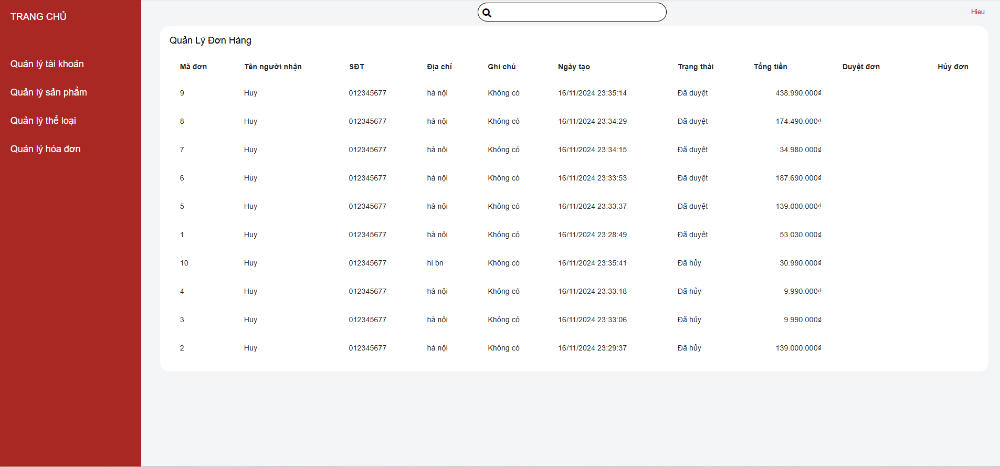 TRANG CHỦ
Quản lý tài khoản
Quản lý sản phẩm
Quản lý thể loại
Quản lý hóa đơn
Hieu
Quản Lý Đơn Hàng
Mã đơn Tên người nhận SĐT Địa chỉ Ghi chú Ngày tạo Trạng thái Tổng tiền Duyệt đơn Hủy đơn
9 Huy 012345677 hà nội Không có 16/11/2024 23:35:14 Đã duyệt 438.990.000₫
8 Huy 012345677 hà nội Không có 16/11/2024 23:34:29 Đã duyệt 174.490.000₫
7 Huy 012345677 hà nội Không có 16/11/2024 23:34:15 Đã duyệt 34.980.000₫
6 Huy 012345677 hà nội Không có 16/11/2024 23:33:53 Đã duyệt 187.690.000₫
5 Huy 012345677 hà nội Không có 16/11/2024 23:33:37 Đã duyệt 139.000.000₫
1 Huy 012345677 hà nội Không có 16/11/2024 23:28:49 Đã duyệt 53.030.000₫
10 Huy 012345677 hi bn Không có 16/11/2024 23:35:41 Đã hủy 30.990.000₫
4 Huy 012345677 hà nội Không có 16/11/2024 23:33:18 Đã hủy 9.990.000₫
3 Huy 012345677 hà nội Không có 16/11/2024 23:33:06 Đã hủy 9.990.000₫
2 Huy 012345677 hà nội Không có 16/11/2024 23:29:37 Đã hủy 139.000.000₫